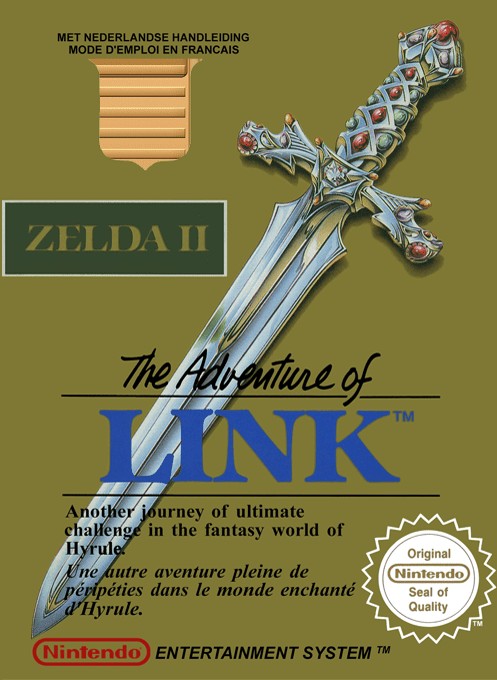 MET NEDERLANDSE HANDLEIDING
MODE D'EMPLOI EN FRANCAIS
ZELDA II
The Adventure of
LINK™
Another journey of ultimate
challenge in the fantasy world of
Hyrule.
Une autre aventure pleine de
péripéties dans le monde enchanté
d'Hyrule.
Original
Nintendo
Seal of
Quality
TM
Nintendo ENTERTAINMENT SYSTEM ™